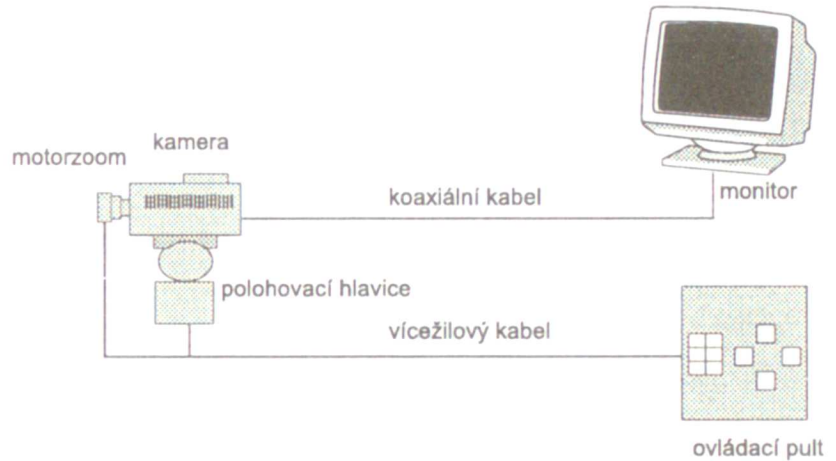 kamera
motorzoom
koaxiální kabel
monitor
polohovací hlavice
vícežilový kabel
ovládací pult